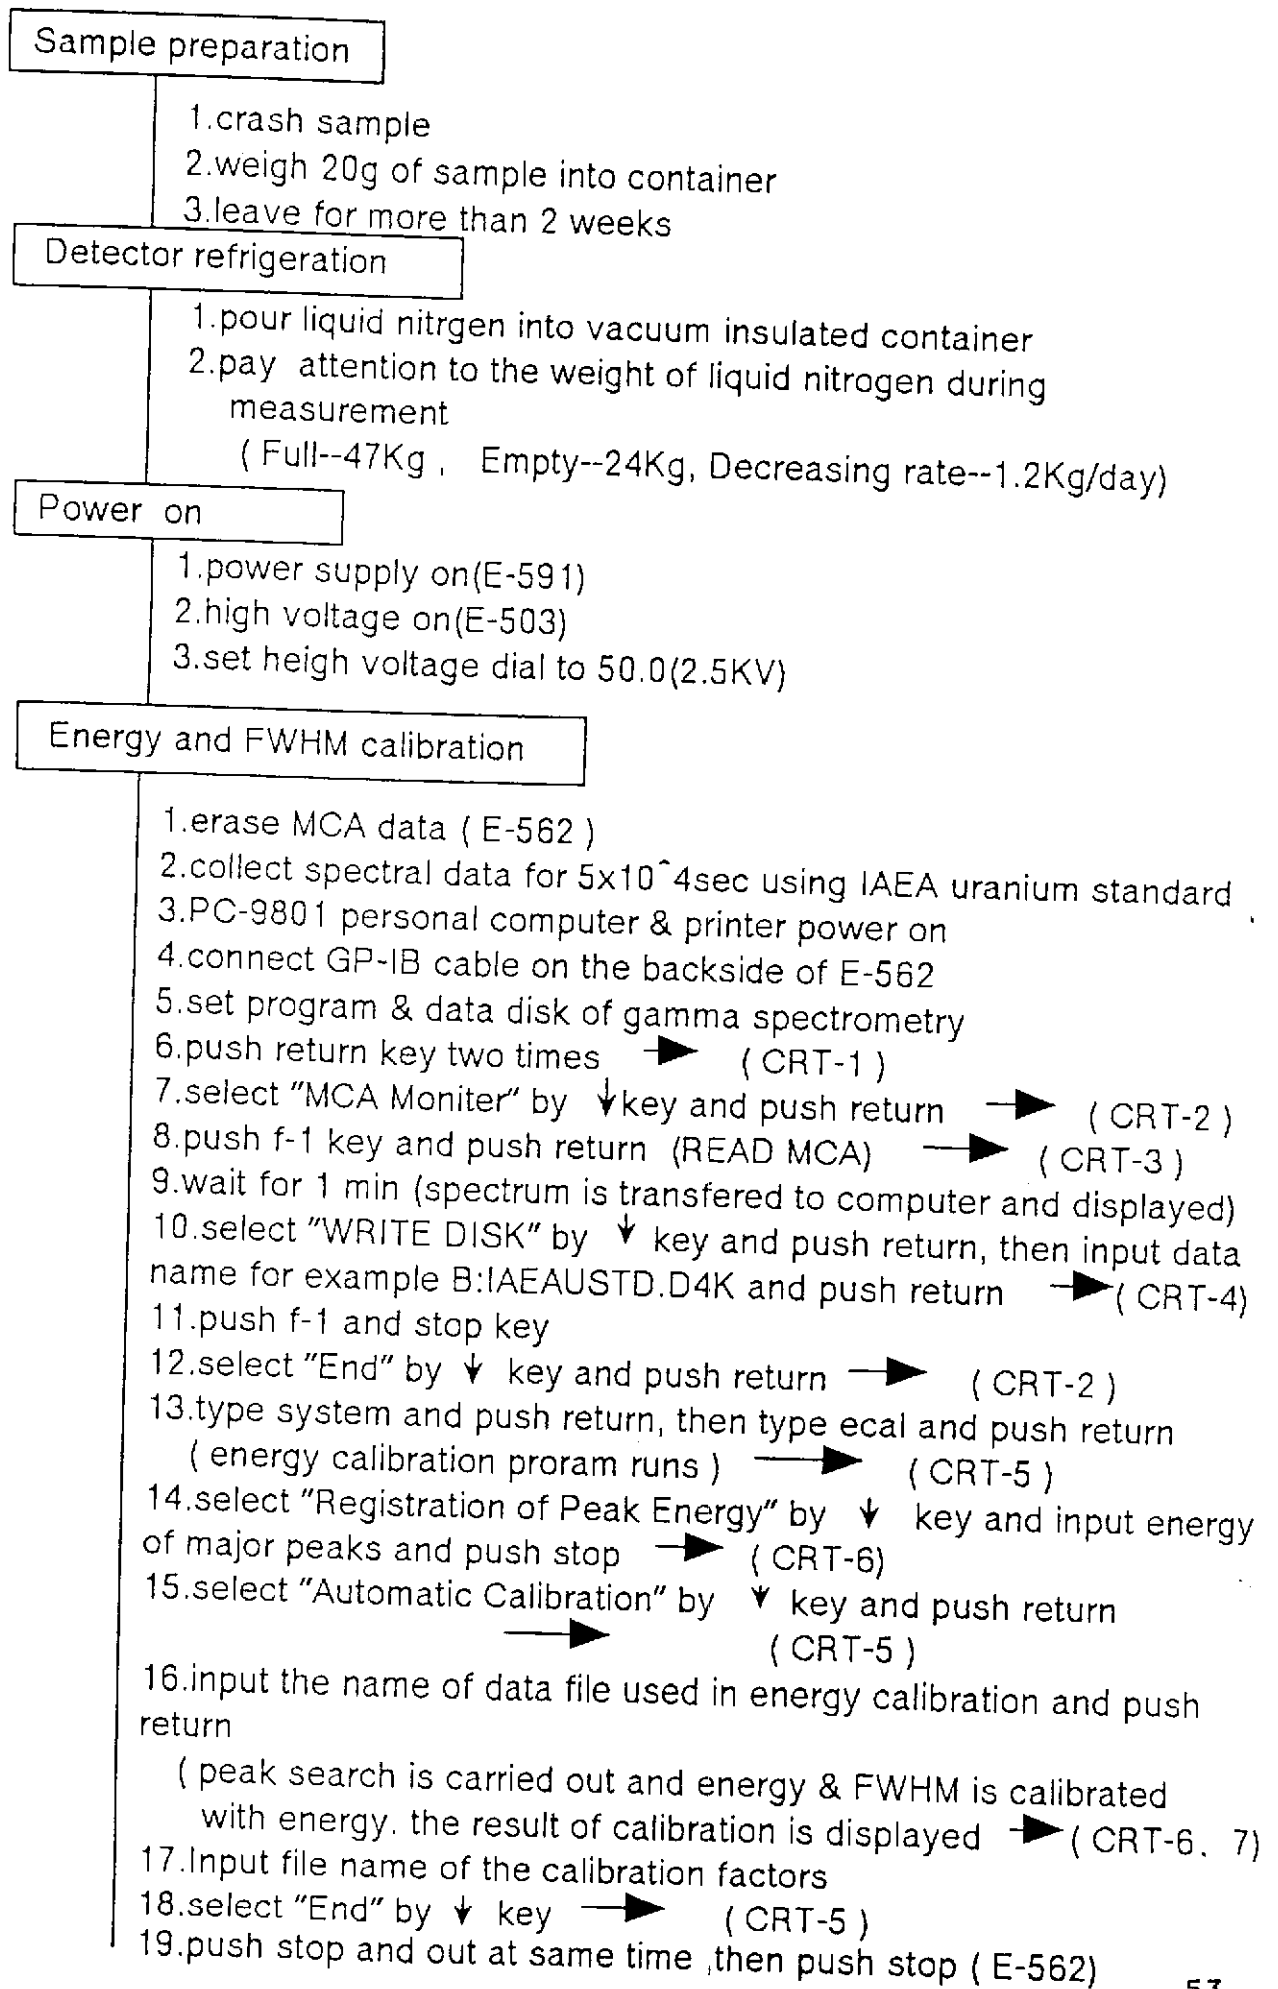 Sample preparation
1.crash sample
2.weigh 20g of sample into container
3.leave for more than 2 weeks
Detector refrigeration
1.pour liquid nitrgen into vacuum insulated container
2.pay attention to the weight of liquid nitrogen during
measurement
( Full--47Kg , Empty--24Kg, Decreasing rate--1.2Kg/day)
Power on
1.power supply on(E-591)
2.high voltage on(E-503)
3.set heigh voltage dial to 50.0(2.5KV)
Energy and FWHM calibration
1.erase MCA data ( E-562 )
2.collect spectral data for 5x10^4sec using IAEA uranium standard
3.PC-9801 personal computer & printer power on
4.connect GP-IB cable on the backside of E-562
5.set program & data disk of gamma spectrometry
6.push return key two times → ( CRT-1 )
7.select "MCA Moniter" by ↓ key and push return → ( CRT-2 )
8.push f-1 key and push return (READ MCA) → ( CRT-3 )
9.wait for 1 min (spectrum is transfered to computer and displayed)
10.select "WRITE DISK" by ↓ key and push return, then input data
name for example B:IAEAUSTD.D4K and push return → ( CRT-4)
11.push f-1 and stop key
12.select "End" by ↓ key and push return → ( CRT-2 )
13.type system and push return, then type ecal and push return
( energy calibration proram runs ) → ( CRT-5 )
14.select "Registration of Peak Energy" by ↓ key and input energy
of major peaks and push stop → ( CRT-6)
15.select "Automatic Calibration" by ↓ key and push return
→ ( CRT-5 )
16.input the name of data file used in energy calibration and push
return
( peak search is carried out and energy & FWHM is calibrated
with energy. the result of calibration is displayed → ( CRT-6. 7)
17.Input file name of the calibration factors
18.select "End" by ↓ key → ( CRT-5 )
19.push stop and out at same time ,then push stop ( E-562)